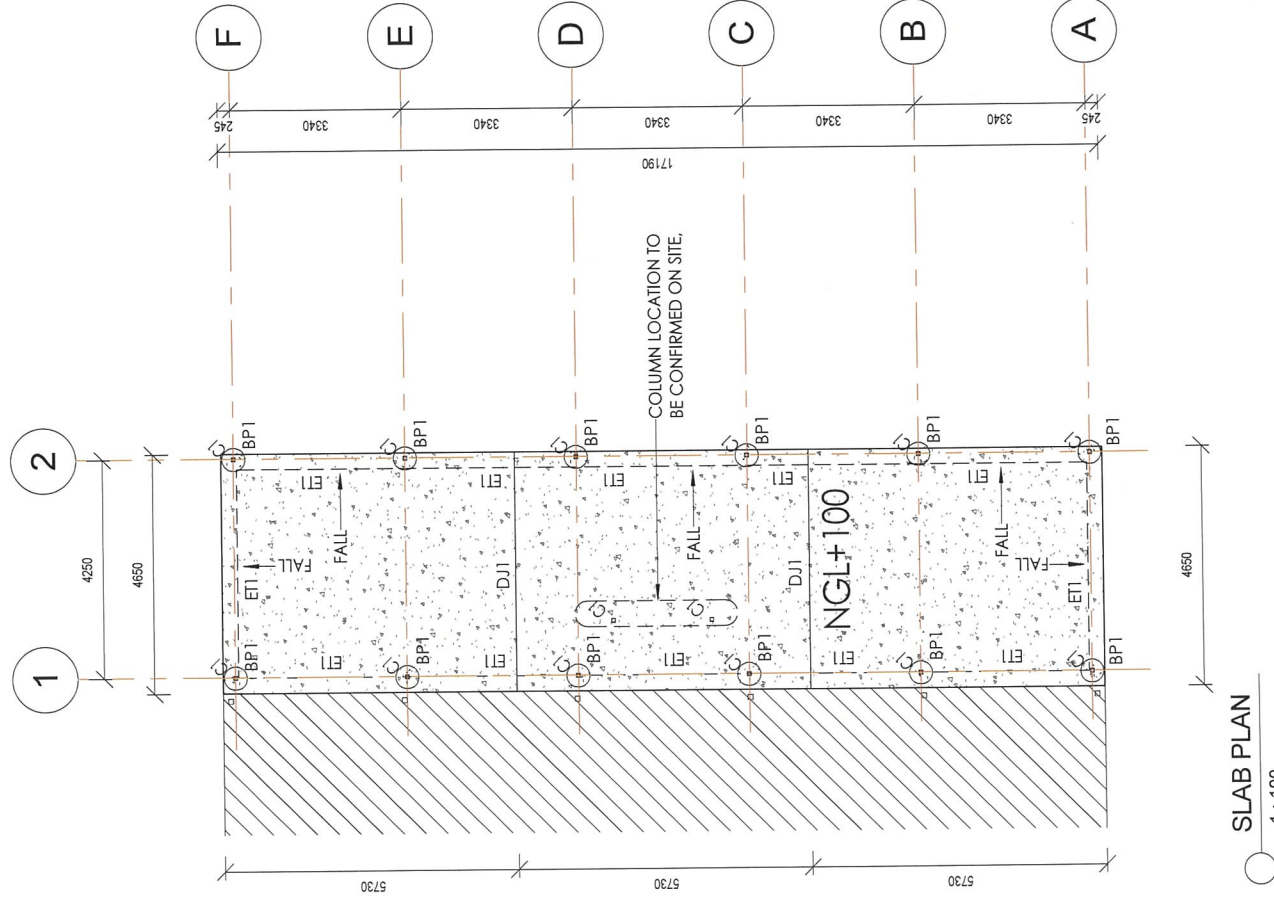 F
E
D
C
B
A
245
3340
3340
3340
3340
3340
245
17190
2
1
4250
4650
COLUMN LOCATION TO
BE CONFIRMED ON SITE,
C1
BP1
C1
BP1
C1
BP1
C1
BP1
C1
BP1
C1
BP1
ET1
ET1
ET1
ET1
ET1
FALL
FALL
FALL
FALL
FALL
ET1
ET1
DJ1
DJ1
NGL+100
C1
C1
C1
BP1
C1
BP1
C1
BP1
C1
BP1
C1
BP1
C1
BP1
ET1
ET1
ET1
ET1
ET1
4650
5730
5730
5730
SLAB PLAN